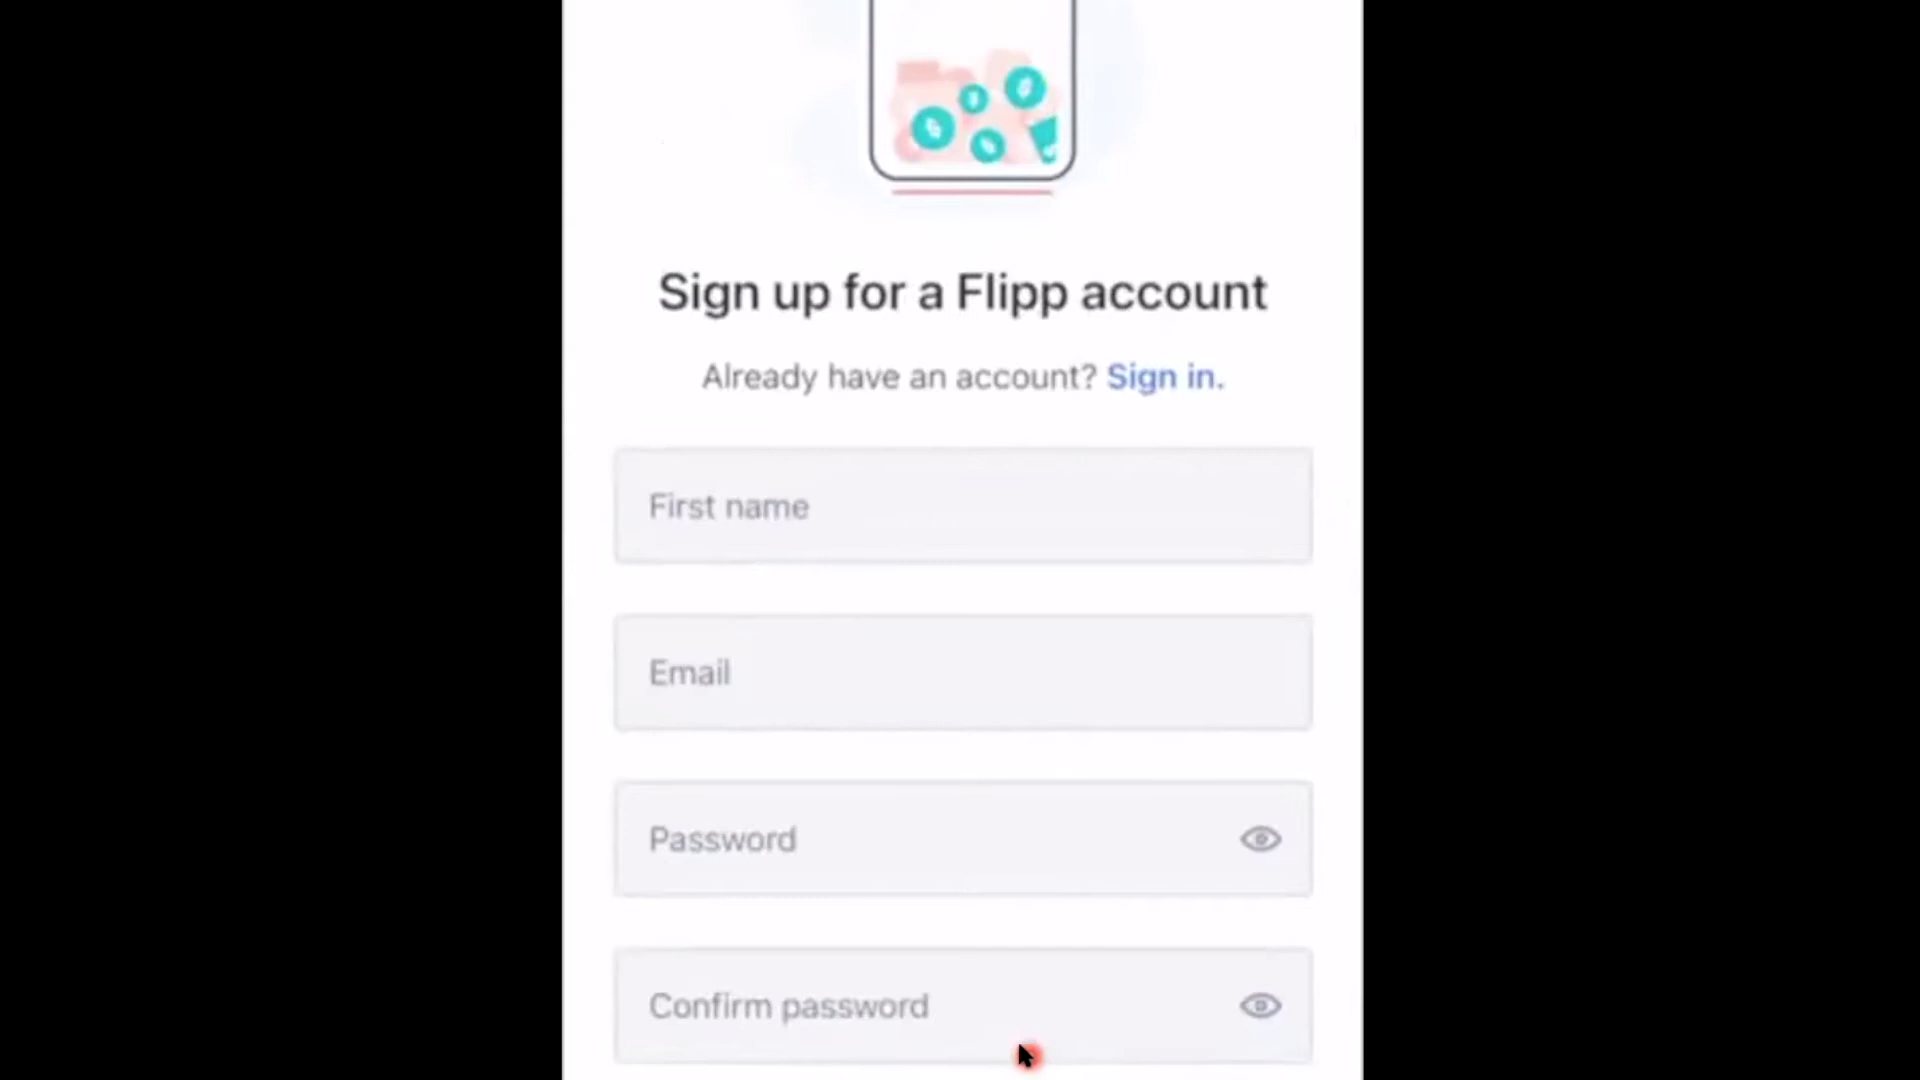 Sign up for a Flipp account
Already have an account? Sign in.
First name
Email
Password
Confirm password